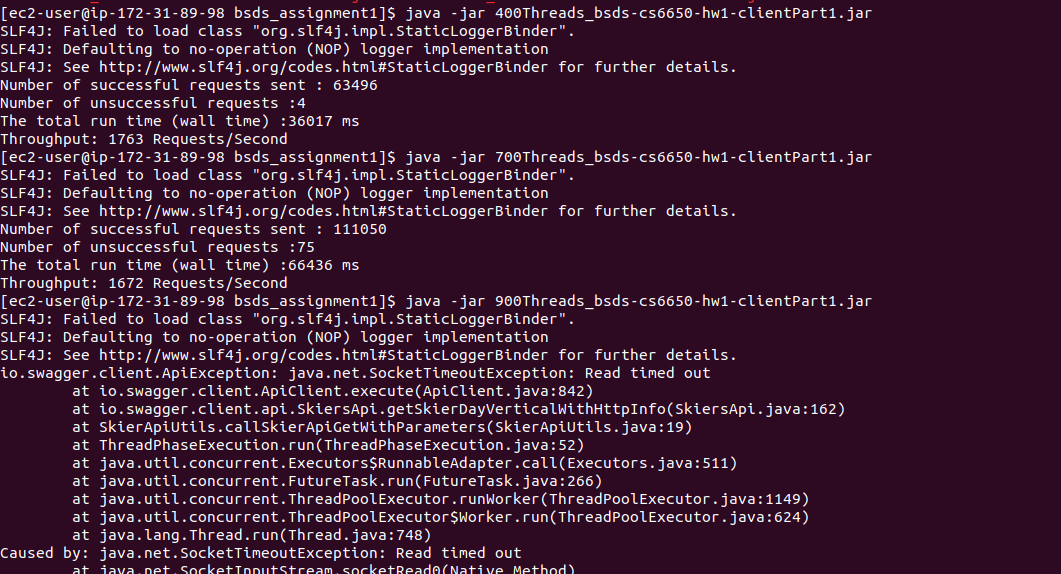 [ec2-user@ip-172-31-89-98 bsds_assignment1]$ java -jar 400Threads_bsds-cs6650-hw1-clientPart1.jar
SLF4J: Failed to load class "org.slf4j.impl.StaticLoggerBinder".
SLF4J: Defaulting to no-operation (NOP) logger implementation
SLF4J: See http://www.slf4j.org/codes.html#StaticLoggerBinder for further details.
Number of successful requests sent : 63496
Number of unsuccessful requests :4
The total run time (wall time) :36017 ms
Throughput: 1763 Requests/Second
[ec2-user@ip-172-31-89-98 bsds_assignment1]$ java -jar 700Threads_bsds-cs6650-hw1-clientPart1.jar
SLF4J: Failed to load class "org.slf4j.impl.StaticLoggerBinder".
SLF4J: Defaulting to no-operation (NOP) logger implementation
SLF4J: See http://www.slf4j.org/codes.html#StaticLoggerBinder for further details.
Number of successful requests sent : 111050
Number of unsuccessful requests :75
The total run time (wall time) :66436 ms
Throughput: 1672 Requests/Second
[ec2-user@ip-172-31-89-98 bsds_assignment1]$ java -jar 900Threads_bsds-cs6650-hw1-clientPart1.jar
SLF4J: Failed to load class "org.slf4j.impl.StaticLoggerBinder".
SLF4J: Defaulting to no-operation (NOP) logger implementation
SLF4J: See http://www.slf4j.org/codes.html#StaticLoggerBinder for further details.
io.swagger.client.ApiException: java.net.SocketTimeoutException: Read timed out
        at io.swagger.client.ApiClient.execute(ApiClient.java:842)
        at io.swagger.client.api.SkiersApi.getSkierDayVerticalWithHttpInfo(SkiersApi.java:162)
        at SkierApiUtils.callSkierApiGetWithParameters(SkierApiUtils.java:19)
        at ThreadPhaseExecution.run(ThreadPhaseExecution.java:52)
        at java.util.concurrent.Executors$RunnableAdapter.call(Executors.java:511)
        at java.util.concurrent.FutureTask.run(FutureTask.java:266)
        at java.util.concurrent.ThreadPoolExecutor.runWorker(ThreadPoolExecutor.java:1149)
        at java.util.concurrent.ThreadPoolExecutor$Worker.run(ThreadPoolExecutor.java:624)
        at java.lang.Thread.run(Thread.java:748)
Caused by: java.net.SocketTimeoutException: Read timed out
        at java.net.SocketInputStream.socketRead0(Native Method)